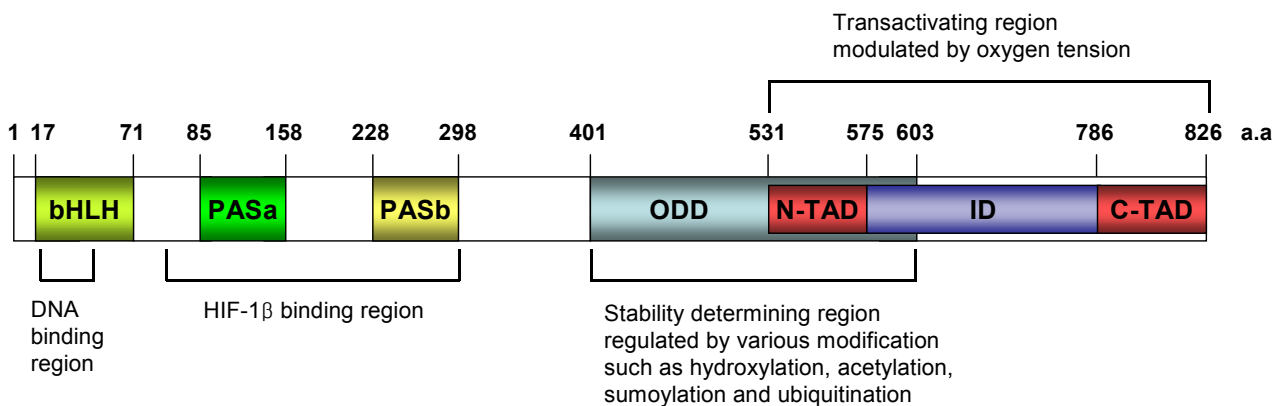 Transactivating region
modulated by oxygen tension
1 17 71 85 158 228 298 401 531 575 603 786 826 a.a
bHLH PASa PASb ODD N-TAD ID C-TAD
DNA
binding
region
HIF-1β binding region
Stability determining region
regulated by various modification
such as hydroxylation, acetylation,
sumoylation and ubiquitination